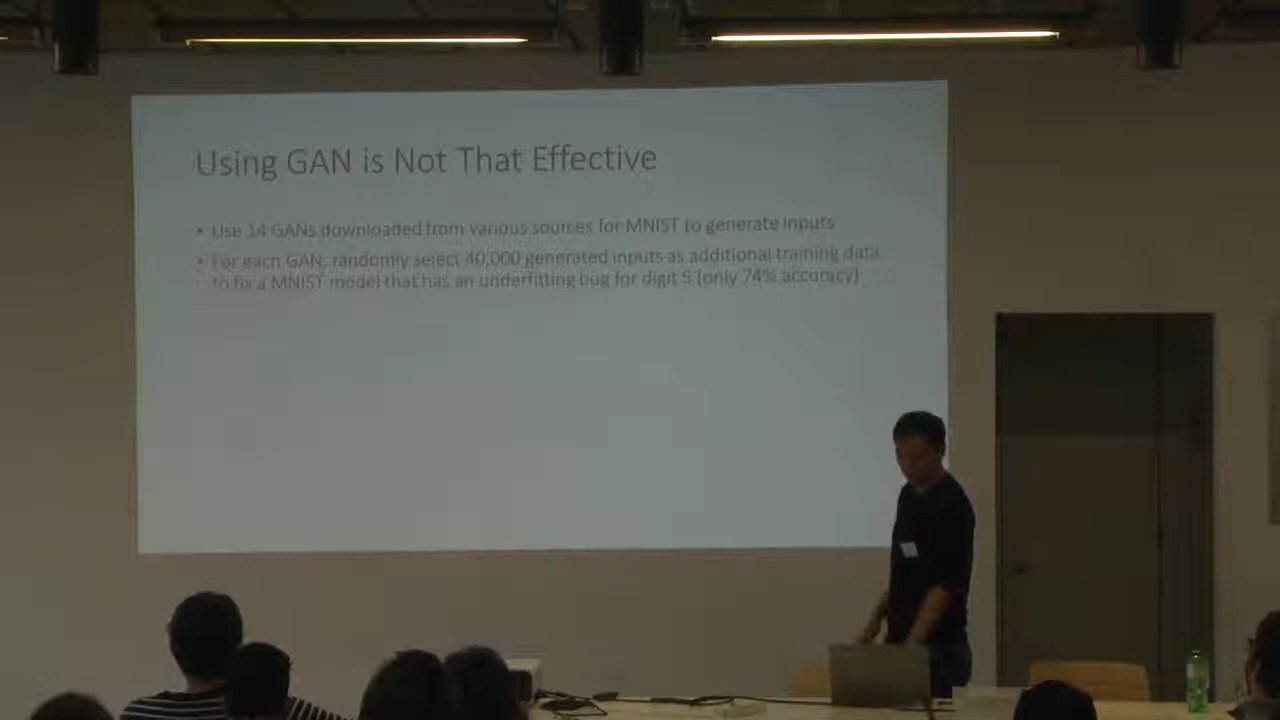 Using GAN is Not That Effective
• Use 14 GANs downloaded from various sources for MNIST to generate inputs
• For each GAN, randomly select 40,000 generated inputs as additional training data
to fix a MNIST model that has an underfitting bug for digit 5 (only 74% accuracy)